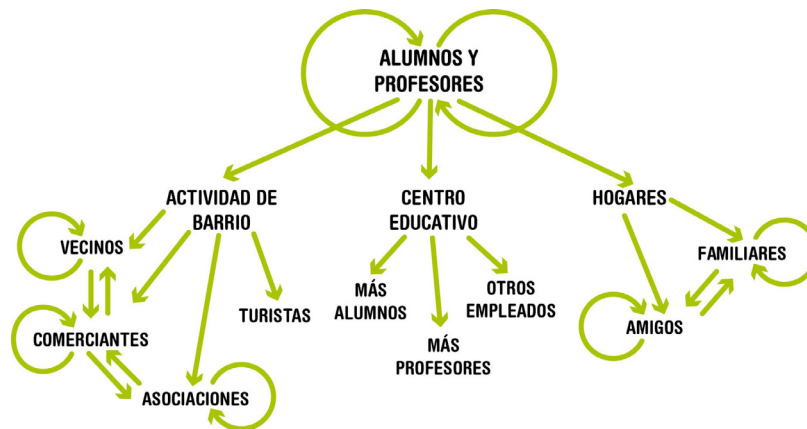 ALUMNOS Y
PROFESORES
ACTIVIDAD DE
BARRIO
CENTRO
EDUCATIVO
HOGARES
VECINOS
FAMILIARES
MÁS
ALUMNOS
OTROS
EMPLEADOS
TURISTAS
AMIGOS
COMERCIANTES
MÁS
PROFESORES
ASOCIACIONES